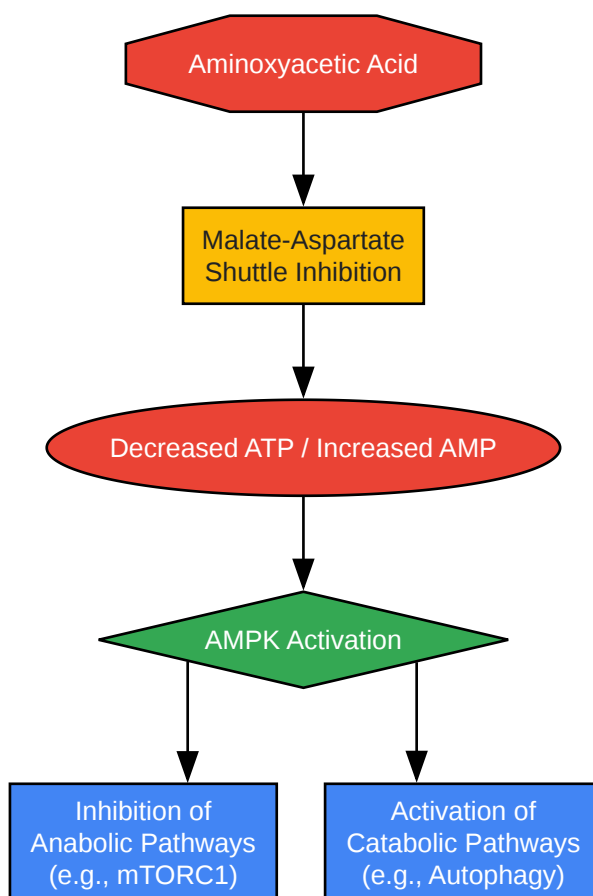 Aminoxyacetic Acid
Malate-Aspartate
Shuttle Inhibition
Decreased ATP / Increased AMP
AMPK Activation
Inhibition of
Anabolic Pathways
(e.g., mTORC1)
Activation of
Catabolic Pathways
(e.g., Autophagy)